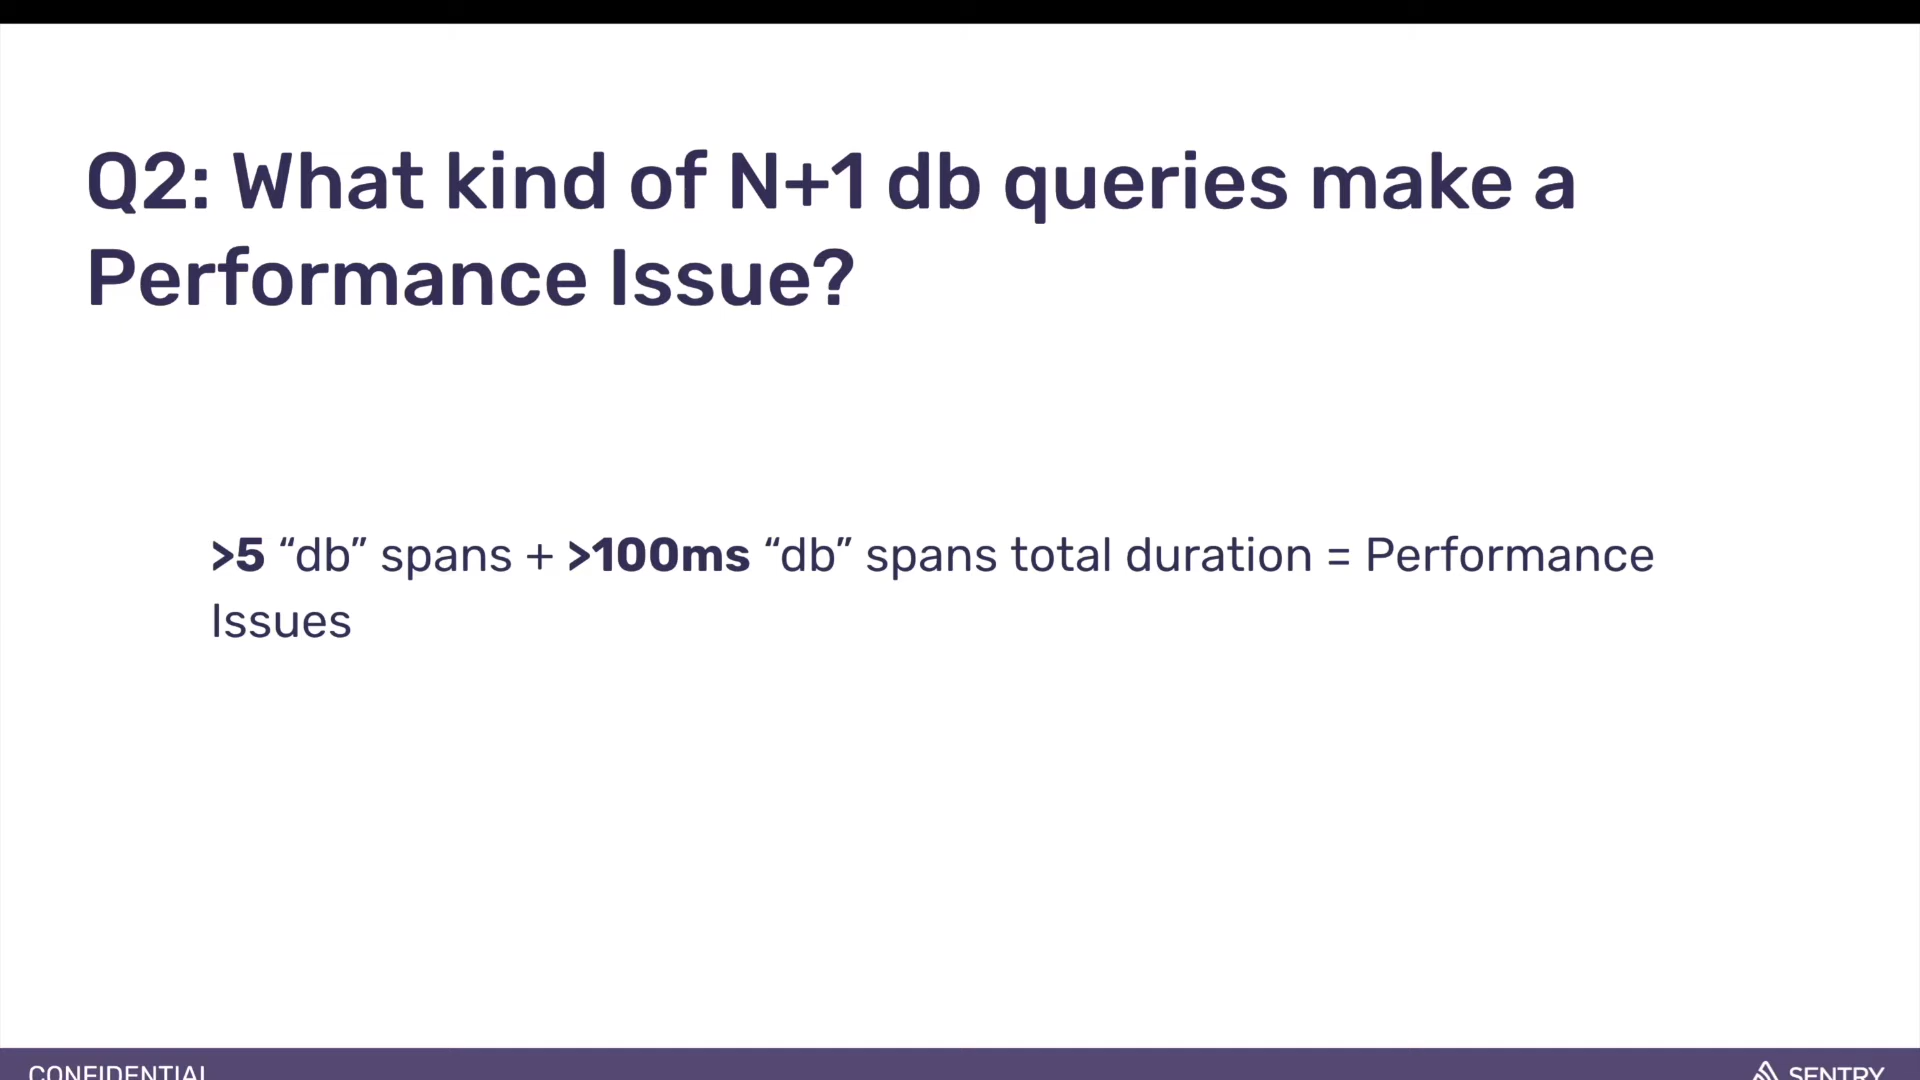 Q2: What kind of N+1 db queries make a
Performance Issue?
>5 “db” spans + >100ms “db” spans total duration = Performance
Issues
CONFIDENTIAL
SENTRY